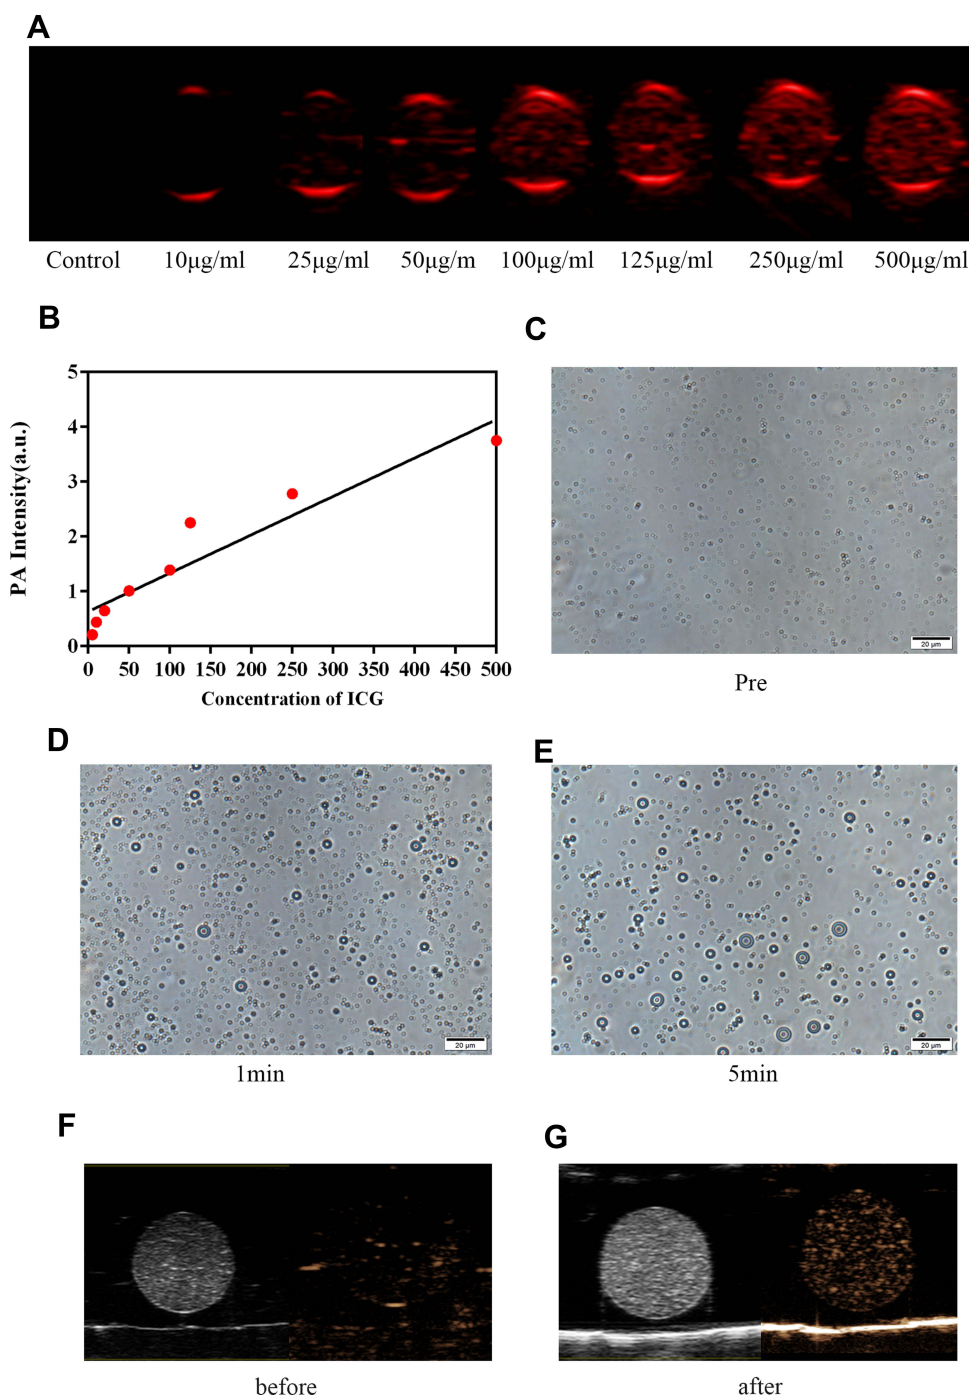 A
Control 10μg/ml 25μg/ml 50μg/m 100μg/ml 125μg/ml 250μg/ml 500μg/ml
B
C
5
4
3
2
1
0
PA Intensity(a.u.)
0 50 100 150 200 250 300 350 400 450 500
Concentration of ICG
20 μm
Pre
D
E
20 μm
20 μm
1min
5min
F
G
before
after